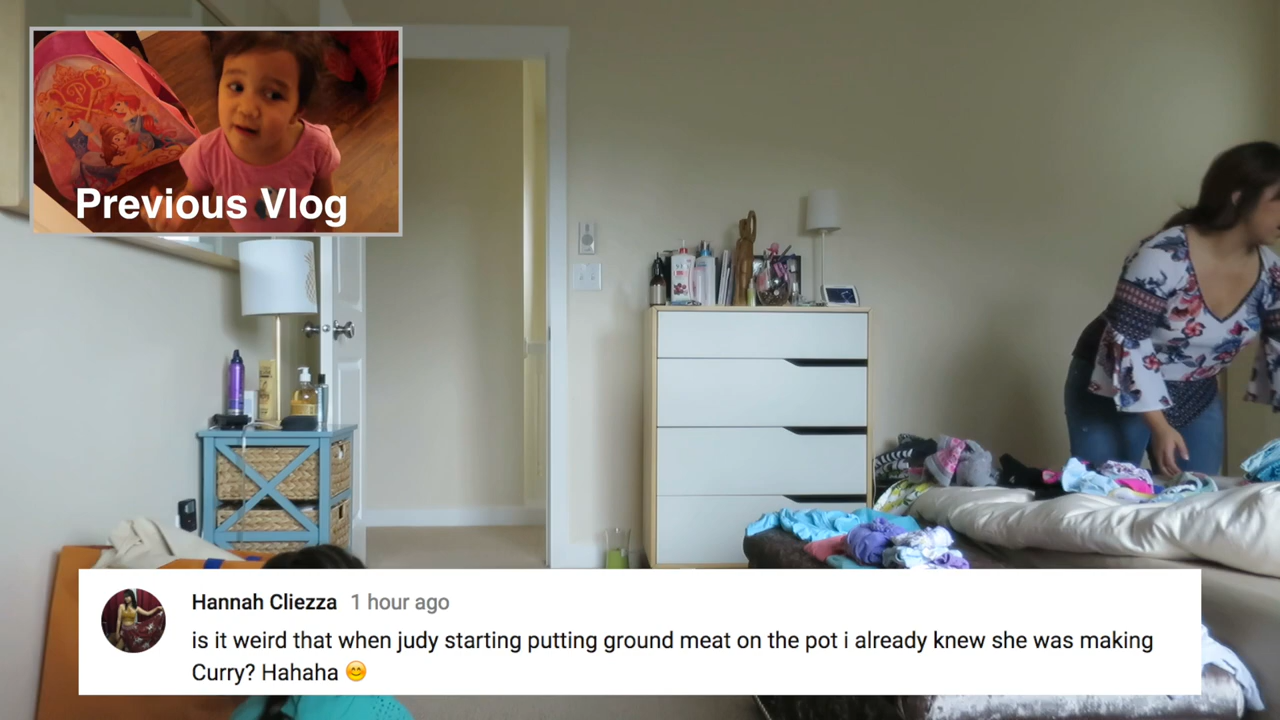 Previous Vlog
Hannah Cliezza 1 hour ago
is it weird that when judy starting putting ground meat on the pot i already knew she was making
Curry? Hahaha 😊